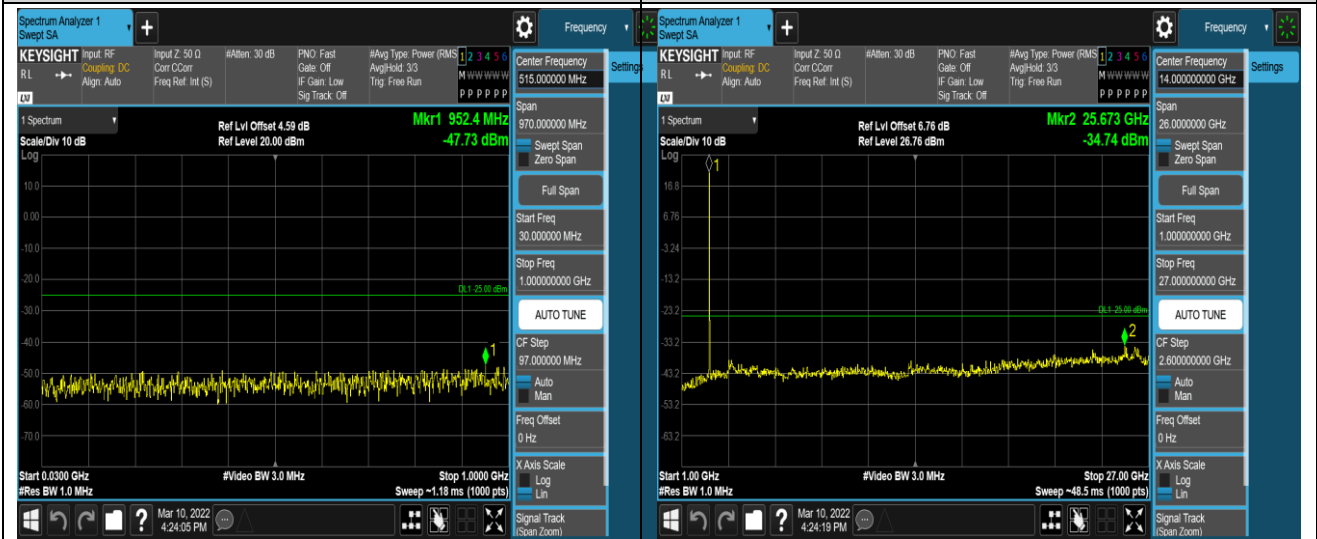 Spectrum Analyzer 1
Swept SA
+
Frequency
KEYSIGHT
Input: RF
Input Z: 50 Ω
#Atten: 30 dB
PNO: Fast
#Avg Type: Power (RMS
1 2 3 4 5 6
RL
Coupling: DC
Corr CCorr
Gate: Off
Avg|Hold: 3/3
M W W W W W
Align: Auto
Freq Ref: Int (S)
IF Gain: Low
Trig: Free Run
Sig Track: Off
P P P P P P
LXI
Center Frequency
515.000000 MHz
Settings
1 Spectrum
Ref Lvl Offset 4.59 dB
Mkr1 952.4 MHz
Scale/Div 10 dB
Ref Level 20.00 dBm
-47.73 dBm
Log
10.0
0.00
-10.0
-20.0
-30.0
-40.0
-50.0
-60.0
-70.0
DL1 -25.00 dBm
1
Start 0.0300 GHz
#Video BW 3.0 MHz
Stop 1.0000 GHz
#Res BW 1.0 MHz
Sweep ~1.18 ms (1000 pts)
Span
970.000000 MHz
Swept Span
Zero Span
Full Span
Start Freq
30.000000 MHz
Stop Freq
1.000000000 GHz
AUTO TUNE
CF Step
97.000000 MHz
Auto
Man
Freq Offset
0 Hz
X Axis Scale
Log
Lin
Signal Track
(Span Zoom)
?
Mar 10, 2022
4:24:05 PM
Spectrum Analyzer 1
Swept SA
+
Frequency
KEYSIGHT
Input: RF
Input Z: 50 Ω
#Atten: 30 dB
PNO: Fast
#Avg Type: Power (RMS
1 2 3 4 5 6
RL
Coupling: DC
Corr CCorr
Gate: Off
Avg|Hold: 3/3
M W W W W W
Align: Auto
Freq Ref: Int (S)
IF Gain: Low
Trig: Free Run
Sig Track: Off
P P P P P P
LXI
Center Frequency
14.000000000 GHz
Settings
1 Spectrum
Ref Lvl Offset 6.76 dB
Mkr2 25.673 GHz
Scale/Div 10 dB
Ref Level 26.76 dBm
-34.74 dBm
Log
1
16.8
6.76
-3.24
-13.2
-23.2
-33.2
-43.2
-53.2
-63.2
DL1 -25.00 dBm
2
Start 1.00 GHz
#Video BW 3.0 MHz
Stop 27.00 GHz
#Res BW 1.0 MHz
Sweep ~48.5 ms (1000 pts)
Span
26.0000000 GHz
Swept Span
Zero Span
Full Span
Start Freq
1.000000000 GHz
Stop Freq
27.000000000 GHz
AUTO TUNE
CF Step
2.600000000 GHz
Auto
Man
Freq Offset
0 Hz
X Axis Scale
Log
Lin
Signal Track
(Span Zoom)
?
Mar 10, 2022
4:24:19 PM